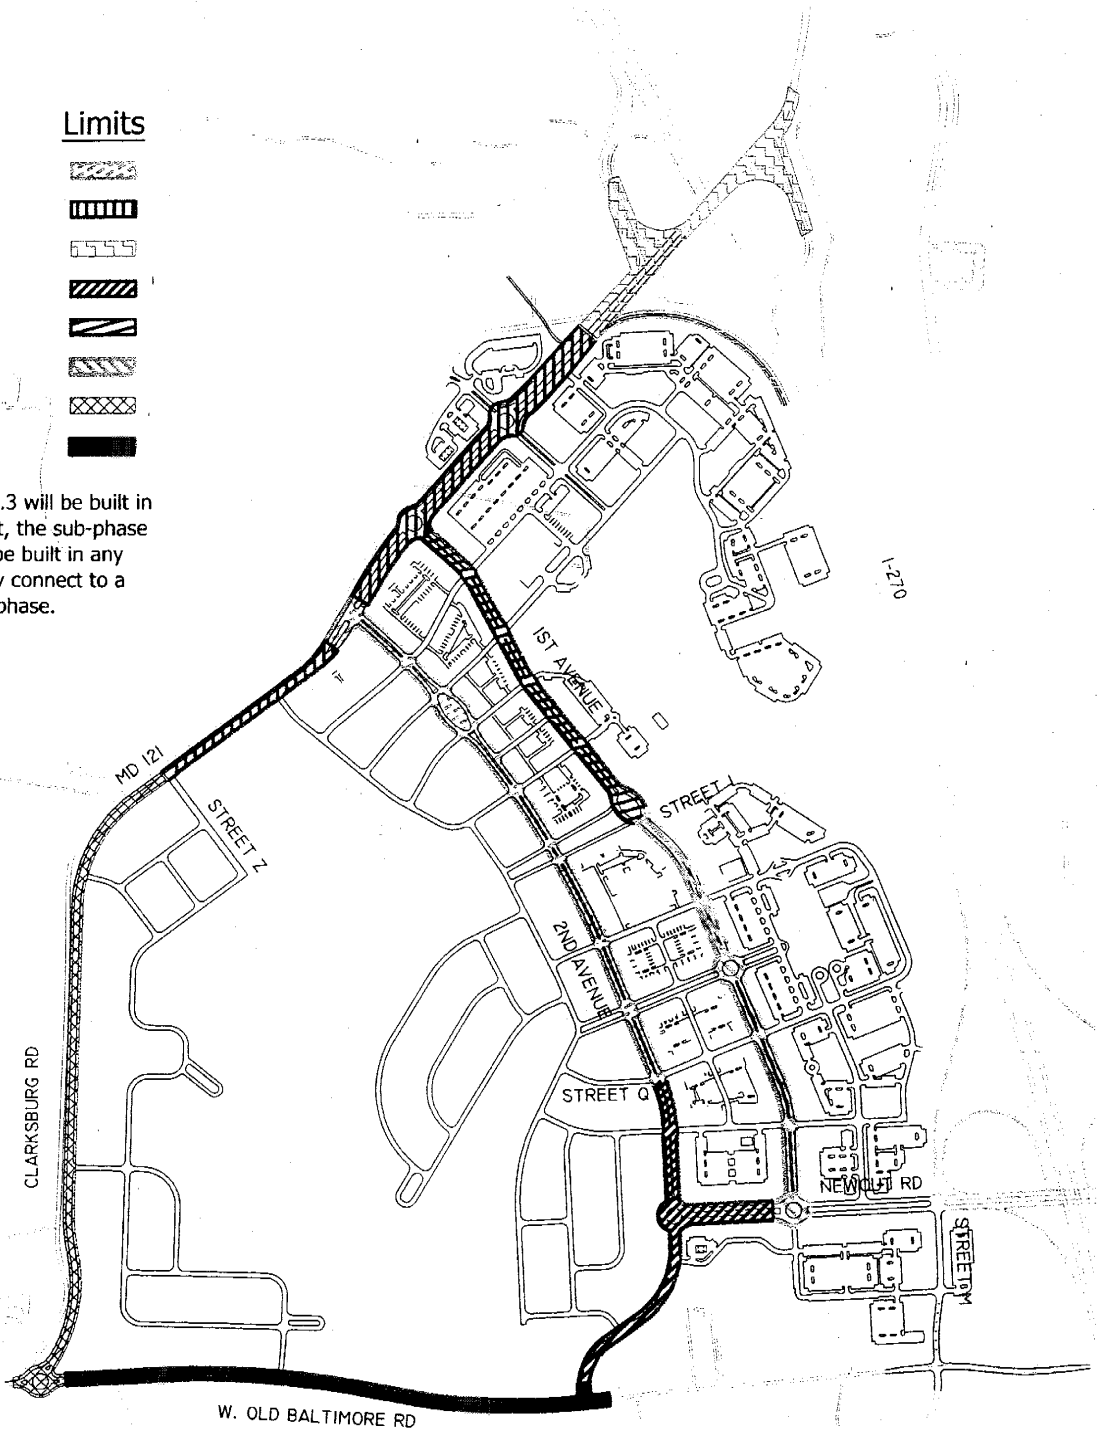 Limits
.3 will be built in
t, the sub-phase
be built in any
y connect to a
phase.
I-270
1ST AVENUE
MD 121
STREET Z
STREET I
2ND AVENUE
CLARKSBURG RD
STREET Q
NEWCUT RD
STREET M
W. OLD BALTIMORE RD